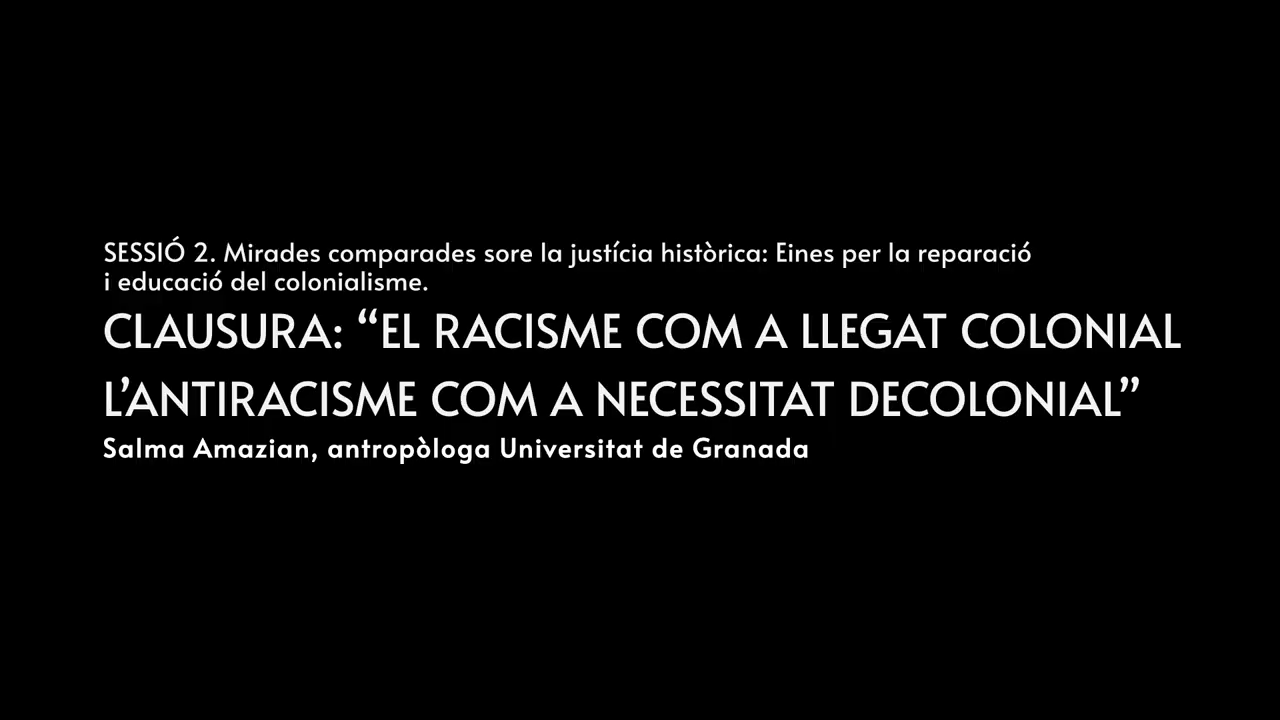 SESSIÓ 2. Mirades comparades sore la justícia històrica: Eines per la reparació
i educació del colonialisme.
CLAUSURA: “EL RACISME COM A LLEGAT COLONIAL
L’ANTIRACISME COM A NECESSITAT DECOLONIAL”
Salma Amazian, antropòloga Universitat de Granada